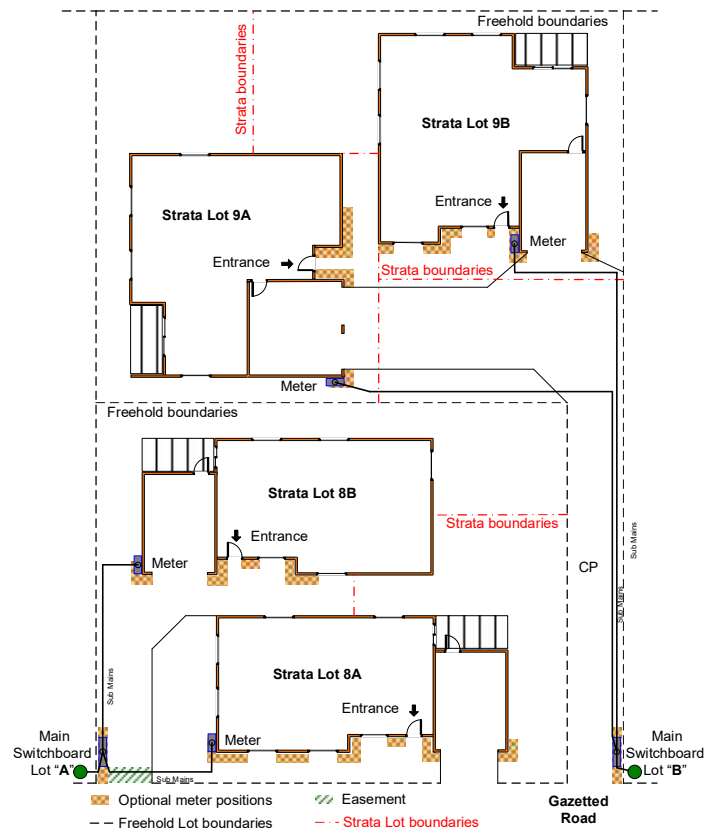 Freehold boundaries
Strata boundaries
Strata Lot 9B
Strata Lot 9A
Entrance
Meter
Entrance
Strata boundaries
Meter
Freehold boundaries
Strata Lot 8B
Strata boundaries
Entrance
Sub Mains
Meter
CP
Sub Mains
Strata Lot 8A
Sub Mains
Entrance
Main
Switchboard
Lot "A"
Meter
Main
Switchboard
Lot "B"
Sub Mains
Optional meter positions
Easement
Gazetted
Road
Freehold Lot boundaries
Strata Lot boundaries